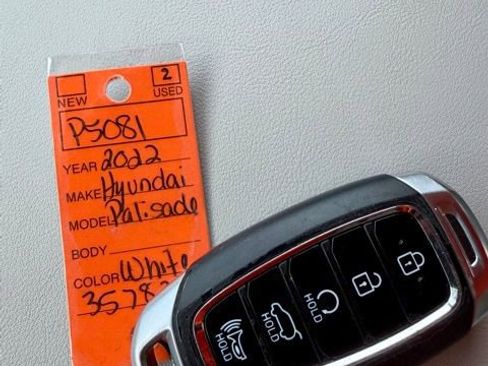 2
NEW USED
P5081
YEAR 2022
MAKE Hyundai
MODEL Palisade
BODY
COLOR White
HOLD
HOLD
HOLD